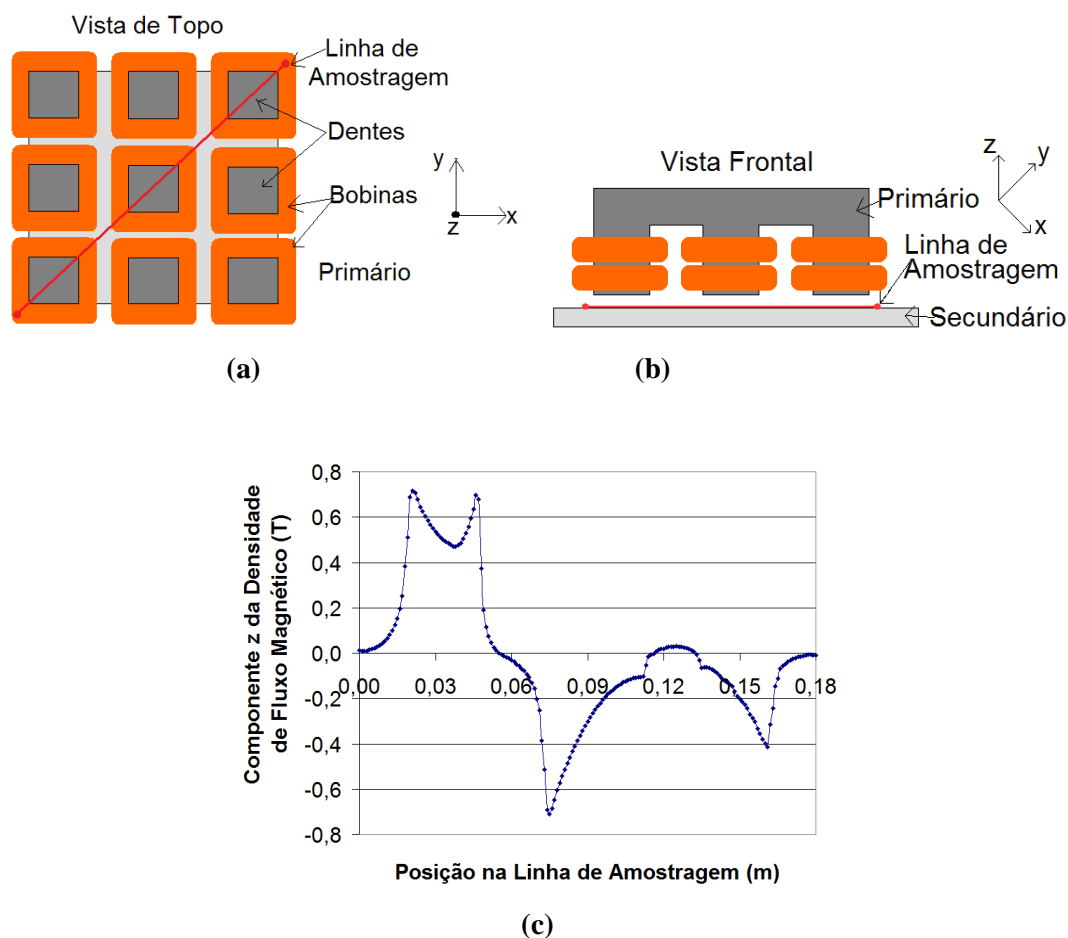 Vista de Topo
Linha de
Amostragem
Dentes
Bobinas
Primário
y
z
x
(a)
Vista Frontal
Primário
Linha de
Amostragem
Secundário
z
y
x
(b)
Componente z da Densidade
de Fluxo Magnético (T)
0,8
0,6
0,4
0,2
0,0
-0,2
-0,4
-0,6
-0,8
0,00
0,03
0,06
0,09
0,12
0,15
0,18
Posição na Linha de Amostragem (m)
(c)